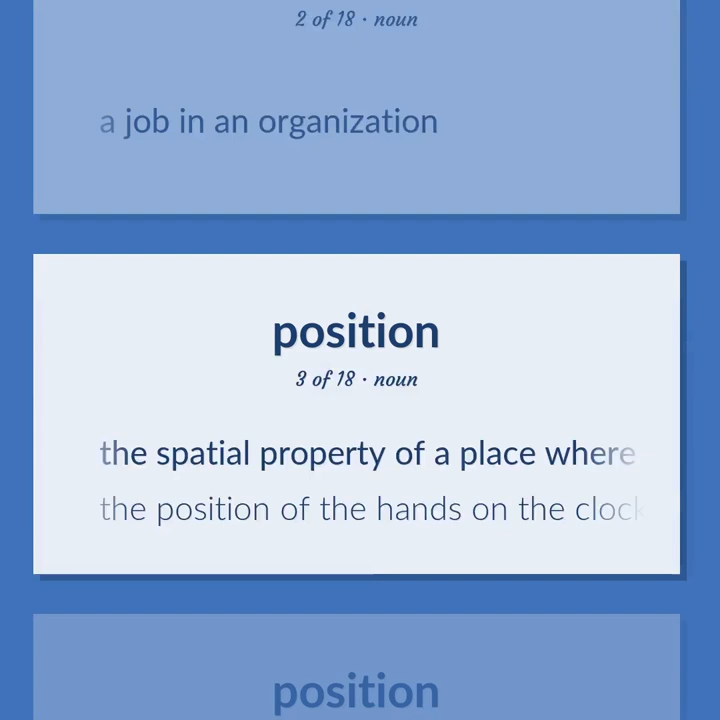 2 of 18 · noun
a job in an organization
position
3 of 18 · noun
the spatial property of a place where
the position of the hands on the clock
position